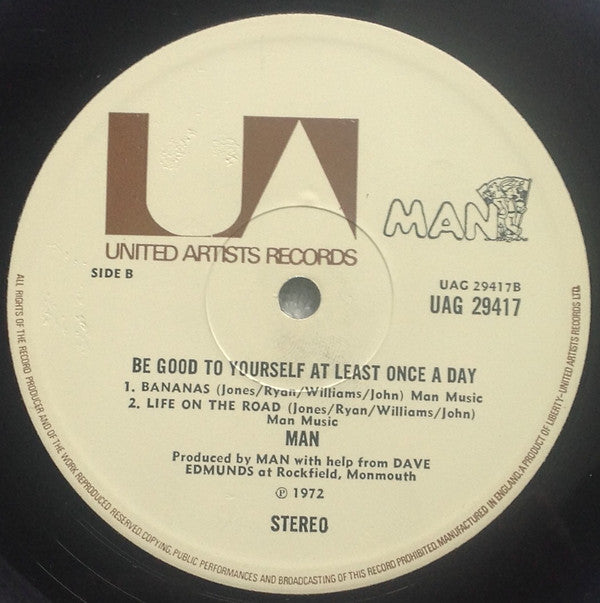 UA
MAN
UNITED ARTISTS RECORDS
SIDE B
UAG 29417B
UAG 29417
BE GOOD TO YOURSELF AT LEAST ONCE A DAY
1. BANANAS (Jones/Ryan/Williams/John) Man Music
2. LIFE ON THE ROAD (Jones/Ryan/Williams/John)
Man Music
MAN
Produced by MAN with help from DAVE
EDMUNDS at Rockfield, Monmouth
℗ 1972
STEREO
ALL RIGHTS OF THE RECORD PRODUCER AND OF THE WORK REPRODUCED RESERVED. COPYING, PUBLIC PERFORMANCES AND BROADCASTING OF THIS RECORD PROHIBITED. MANUFACTURED IN ENGLAND. A PRODUCT OF LIBERTY-UNITED ARTISTS RECORDS LTD.